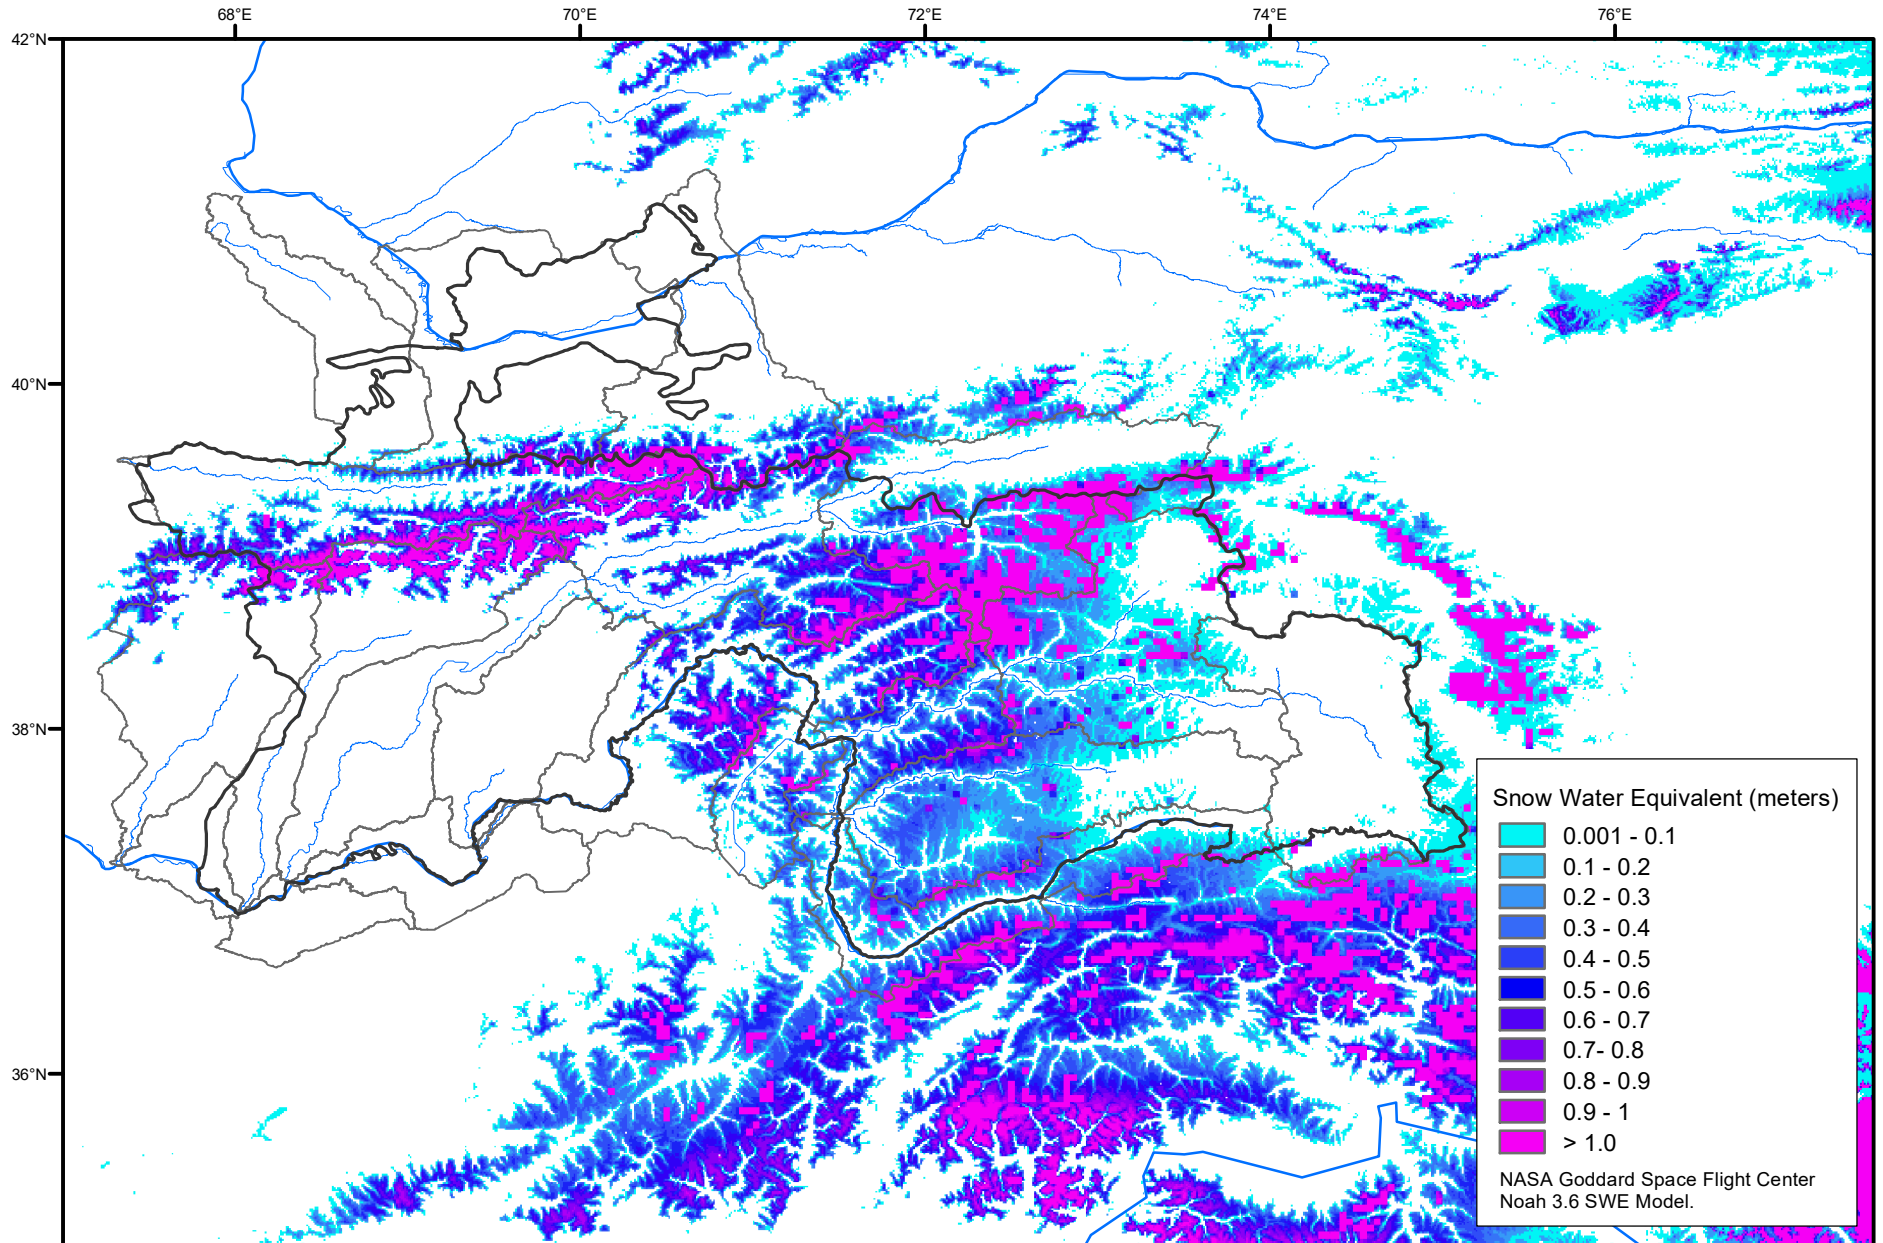 68°E 70°E 72°E 74°E 76°E
42°N
40°N
38°N
36°N
Snow Water Equivalent (meters)
0.001 - 0.1
0.1 - 0.2
0.2 - 0.3
0.3 - 0.4
0.4 - 0.5
0.5 - 0.6
0.6 - 0.7
0.7- 0.8
0.8 - 0.9
0.9 - 1
> 1.0
NASA Goddard Space Flight Center
Noah 3.6 SWE Model.